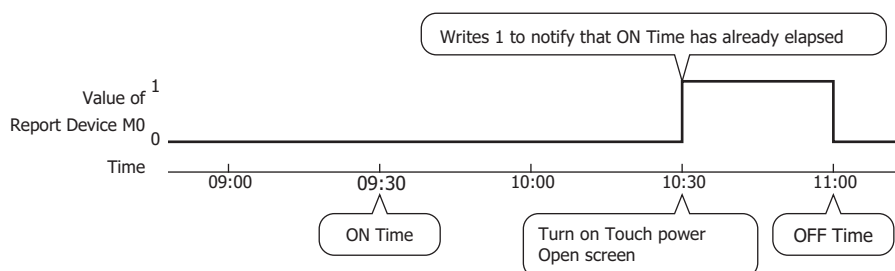 Writes 1 to notify that ON Time has already elapsed
1
Value of
Report Device M0
0
Time
09:00 09:30 10:00 10:30 11:00
ON Time
Turn on Touch power
Open screen
OFF Time